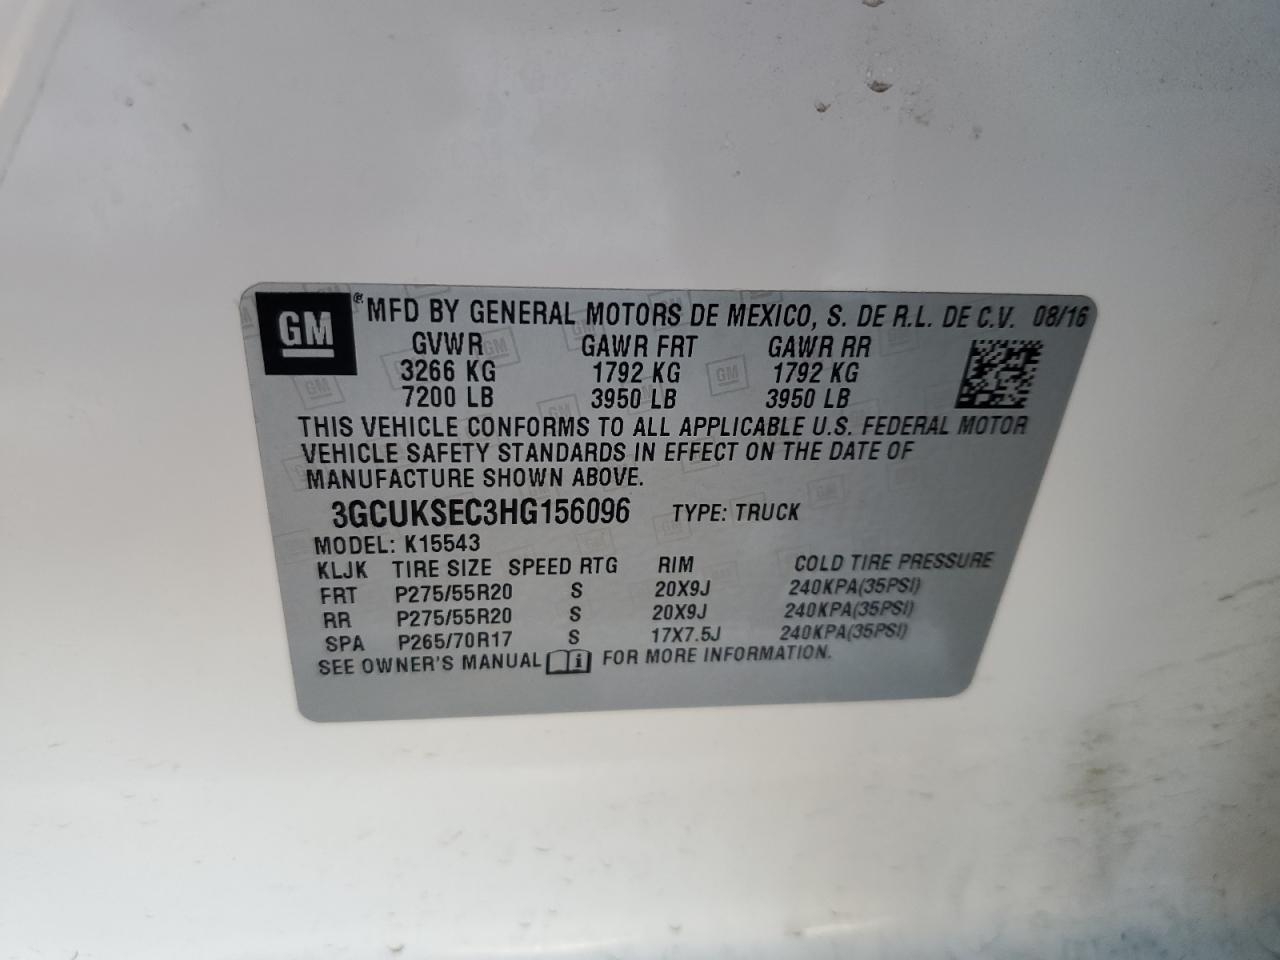 GM ® MFD BY GENERAL MOTORS DE MEXICO, S. DE R.L. DE C.V. 08/16
GVWR GAWR FRT GAWR RR
3266 KG 1792 KG 1792 KG
7200 LB 3950 LB 3950 LB
THIS VEHICLE CONFORMS TO ALL APPLICABLE U.S. FEDERAL MOTOR
VEHICLE SAFETY STANDARDS IN EFFECT ON THE DATE OF
MANUFACTURE SHOWN ABOVE.
3GCUKSEC3HG156096 TYPE: TRUCK
MODEL: K15543
KLJK TIRE SIZE SPEED RTG RIM COLD TIRE PRESSURE
FRT P275/55R20 S 20X9J 240KPA(35PSI)
RR P275/55R20 S 20X9J 240KPA(35PSI)
SPA P265/70R17 S 17X7.5J 240KPA(35PSI)
SEE OWNER'S MANUAL i FOR MORE INFORMATION.